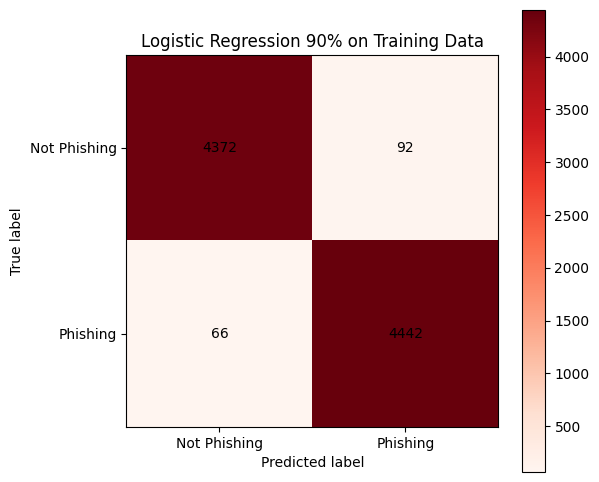 Logistic Regression 90% on Training Data
True label
Not Phishing
4372
92
Phishing
66
4442
Not Phishing
Phishing
Predicted label
4000
3500
3000
2500
2000
1500
1000
500